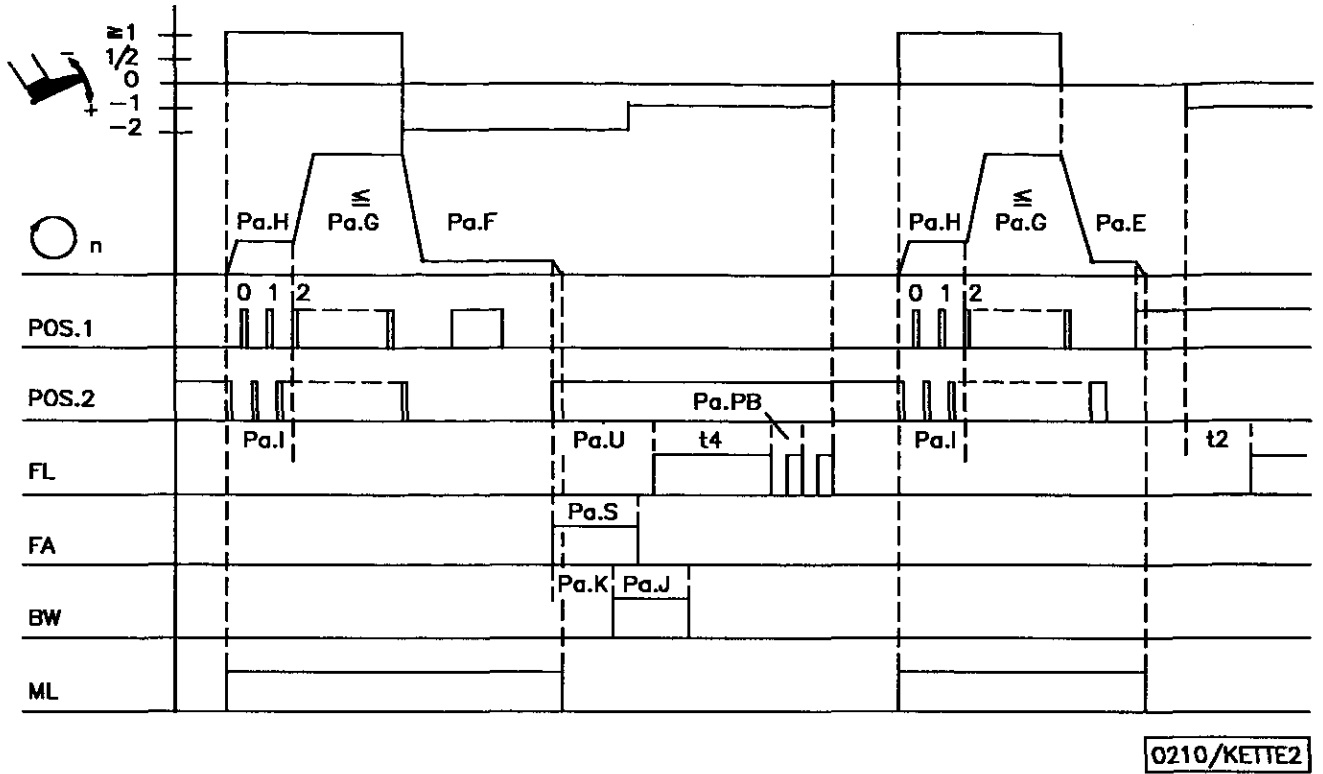 ≧1
1/2
0
-1
-2
- +
n
Pa.H
≦
Pa.G
Pa.F
Pa.H
≦
Pa.G
Pa.E
0 1 2
0 1 2
POS.1
POS.2
Pa.PB
Pa.I
Pa.U
t4
Pa.I
t2
FL
Pa.S
FA
Pa.K
Pa.J
BW
ML
0210/KETTE2